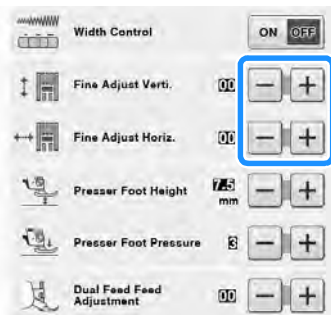 Width Control ON OFF
Fine Adjust Verti. 00 − +
Fine Adjust Horiz. 00 − +
Presser Foot Height 7.5 mm − +
Presser Foot Pressure 3 − +
Dual Feed Feed
Adjustment 00 − +